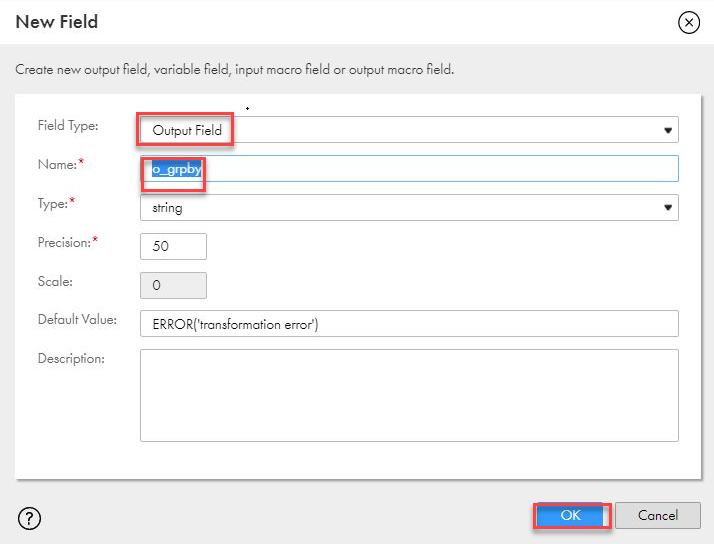 New Field
Create new output field, variable field, input macro field or output macro field.
Field Type:
Output Field
Name:*
o_grpby
Type:*
string
Precision:*
50
Scale:
0
Default Value:
ERROR('transformation error')
Description:
?
OK
Cancel